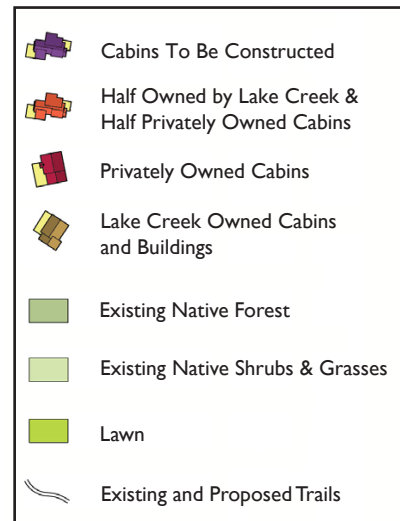 Cabins To Be Constructed
Half Owned by Lake Creek &
Half Privately Owned Cabins
Privately Owned Cabins
Lake Creek Owned Cabins
and Buildings
Existing Native Forest
Existing Native Shrubs & Grasses
Lawn
Existing and Proposed Trails